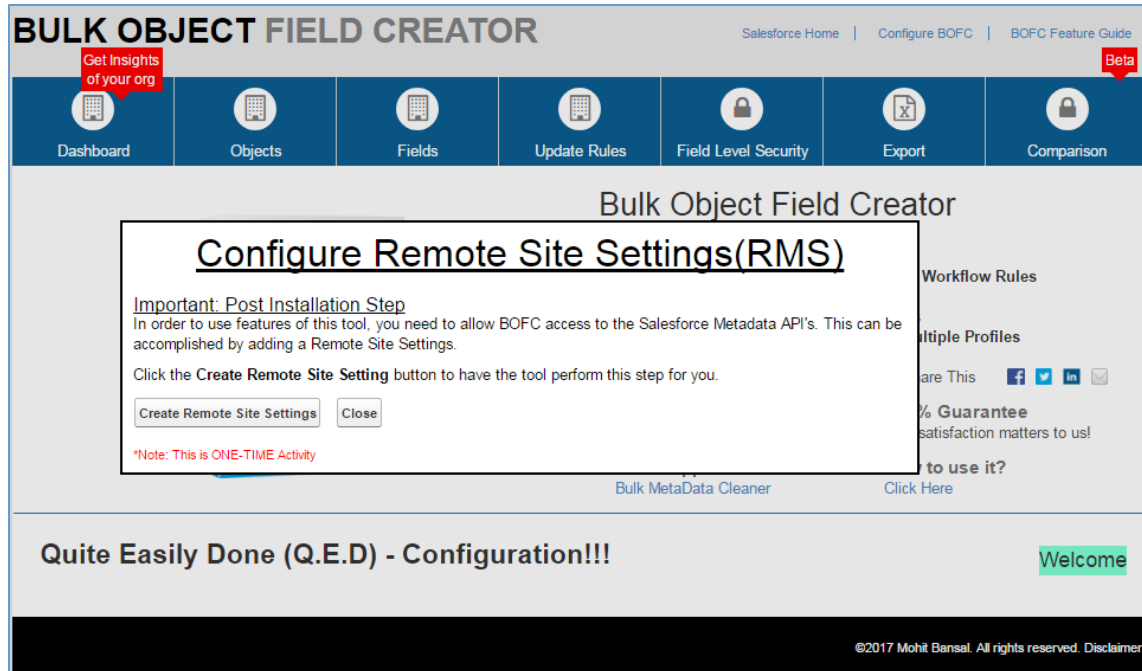 BULK OBJECT FIELD CREATOR
Salesforce Home | Configure BOFC | BOFC Feature Guide
Get Insights
of your org
Beta
Dashboard
Objects
Fields
Update Rules
Field Level Security
Export
Comparison
Bulk Object Field Creator
Configure Remote Site Settings(RMS)
Important: Post Installation Step
In order to use features of this tool, you need to allow BOFC access to the Salesforce Metadata API's. This can be
accomplished by adding a Remote Site Settings.
Click the Create Remote Site Setting button to have the tool perform this step for you.
Create Remote Site Settings
Close
*Note: This is ONE-TIME Activity
Workflow Rules
Profiles
This
Guarantee
satisfaction matters to us!
to use it?
Bulk MetaData Cleaner
Click Here
Quite Easily Done (Q.E.D) - Configuration!!!
Welcome
©2017 Mohit Bansal. All rights reserved. Disclaimer